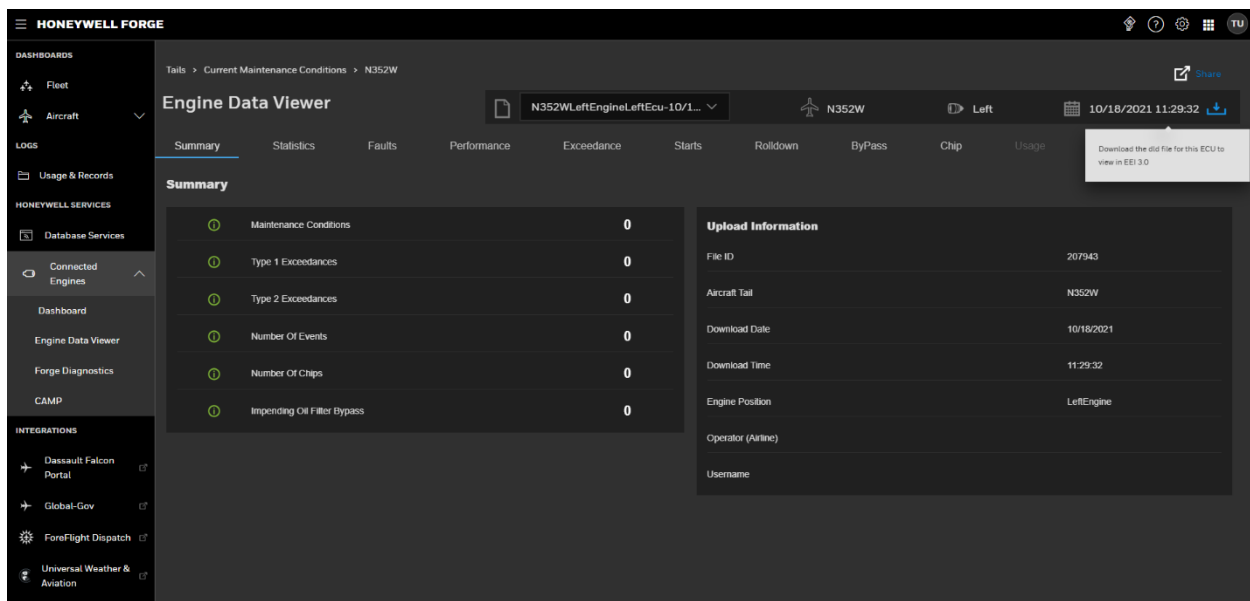 HONEYWELL FORGE
TU
DASHBOARDS
Fleet
Aircraft
LOGS
Usage & Records
HONEYWELL SERVICES
Database Services
Connected
Engines
Dashboard
Engine Data Viewer
Forge Diagnostics
CAMP
INTEGRATIONS
Dassault Falcon
Portal
Global-Gov
ForeFlight Dispatch
Universal Weather &
Aviation
Tails > Current Maintenance Conditions > N352W
Share
Engine Data Viewer
N352WLeftEngineLeftEcu-10/1...
N352W
Left
10/18/2021 11:29:32
Summary Statistics Faults Performance Exceedance Starts Rolldown ByPass Chip Usage
Download the dld file for this ECU to
view in EEI 3.0
Summary
Maintenance Conditions 0
Type 1 Exceedances 0
Type 2 Exceedances 0
Number Of Events 0
Number Of Chips 0
Impending Oil Filter Bypass 0
Upload Information
File ID 207943
Aircraft Tail N352W
Download Date 10/18/2021
Download Time 11:29:32
Engine Position LeftEngine
Operator (Airline)
Username